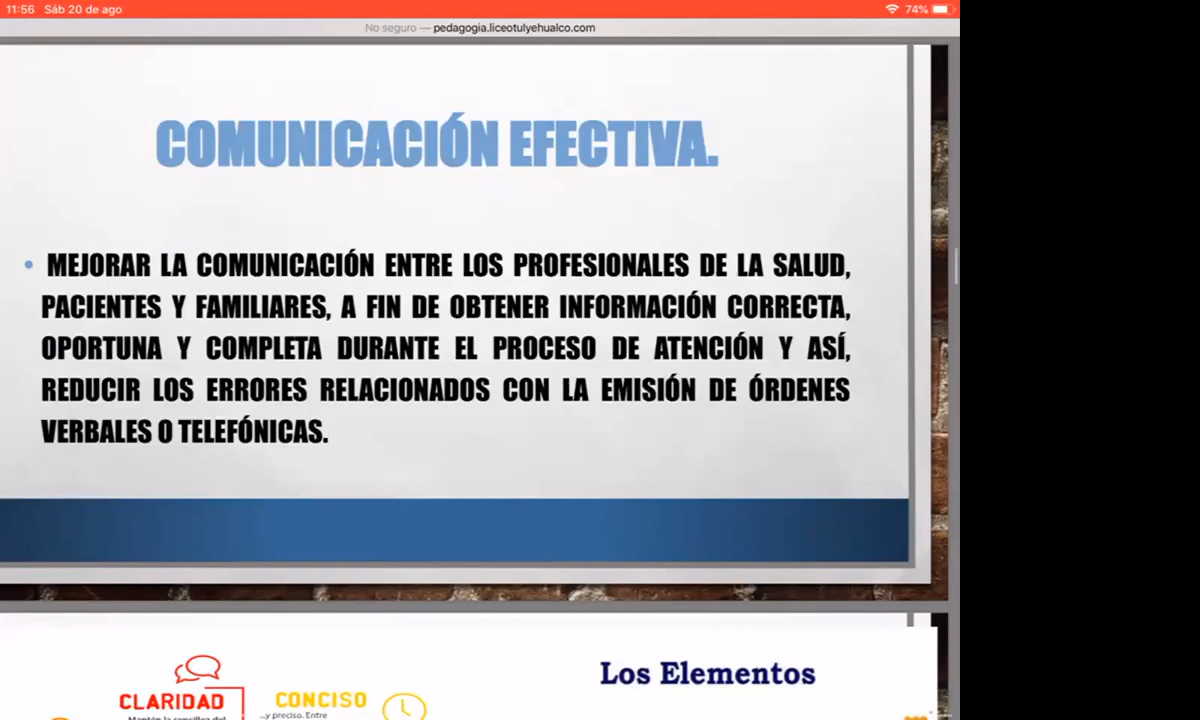 11:56 Sáb 20 de ago 74%
No seguro — pedagogia.liceotulyehualco.com
COMUNICACIÓN EFECTIVA.
• MEJORAR LA COMUNICACIÓN ENTRE LOS PROFESIONALES DE LA SALUD,
PACIENTES Y FAMILIARES, A FIN DE OBTENER INFORMACIÓN CORRECTA,
OPORTUNA Y COMPLETA DURANTE EL PROCESO DE ATENCIÓN Y ASÍ,
REDUCIR LOS ERRORES RELACIONADOS CON LA EMISIÓN DE ÓRDENES
VERBALES O TELEFÓNICAS.
Los Elementos
CLARIDAD
CONCISO
...y preciso. Entre